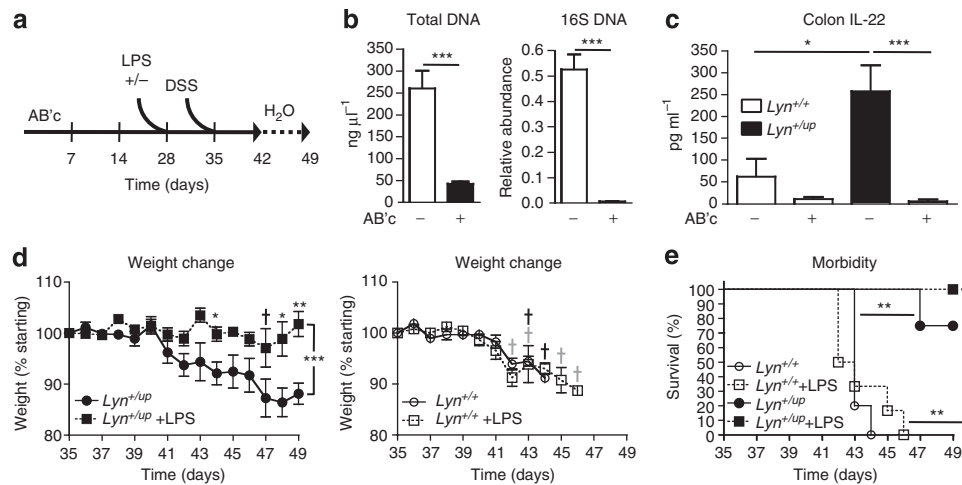 a
LPS
+/–
DSS
AB'c
H2O
7 14 28 35 42 49
Time (days)
b
Total DNA
16S DNA
***
***
ng μl–1
350
300
250
200
150
100
50
0
Relative abundance
0.6
0.5
0.4
0.3
0.2
0.1
0.0
AB'c – + – +
c
Colon IL-22
* ***
pg ml–1
350
300
250
200
150
100
50
0
Lyn+/+
Lyn+/up
AB'c – + – +
d
Weight change
Weight (% starting)
110
100
90
80
* † * **
***
Lyn+/up
Lyn+/up +LPS
35 37 39 41 43 45 47 49
Time (days)
Weight change
Weight (% starting)
110
100
90
80
†
† † † † †
Lyn+/+
Lyn+/+ +LPS
35 37 39 41 43 45 47 49
Time (days)
e
Morbidity
Survival (%)
100
90
80
70
60
50
40
30
20
10
0
**
**
Lyn+/+
Lyn+/++LPS
Lyn+/up
Lyn+/up+LPS
35 37 39 41 43 45 47 49
Time (days)